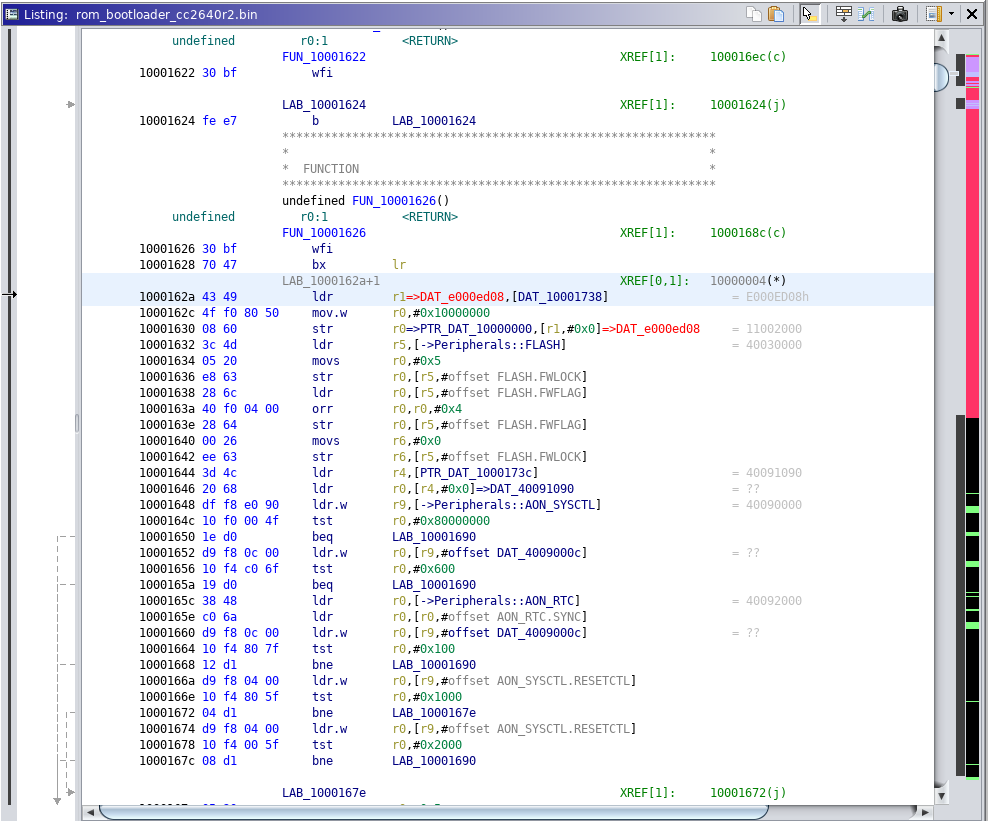 Listing: rom_bootloader_cc2640r2.bin
undefined r0:1 <RETURN>
FUN_10001622 XREF[1]: 100016ec(c)
10001622 30 bf wfi
LAB_10001624 XREF[1]: 10001624(j)
10001624 fe e7 b LAB_10001624
**************************************************************
* *
* FUNCTION *
**************************************************************
undefined FUN_10001626()
undefined r0:1 <RETURN>
FUN_10001626 XREF[1]: 1000168c(c)
10001626 30 bf wfi
10001628 70 47 bx lr
LAB_1000162a+1 XREF[0,1]: 10000004(*)
1000162a 43 49 ldr r1=>DAT_e000ed08,[DAT_10001738] = E000ED08h
1000162c 4f f0 80 50 mov.w r0,#0x10000000
10001630 08 60 str r0=>PTR_DAT_10000000,[r1,#0x0]=>DAT_e000ed08 = 11002000
10001632 3c 4d ldr r5,[->Peripherals::FLASH] = 40030000
10001634 05 20 movs r0,#0x5
10001636 e8 63 str r0,[r5,#offset FLASH.FWLOCK]
10001638 28 6c ldr r0,[r5,#offset FLASH.FWFLAG]
1000163a 40 f0 04 00 orr r0,r0,#0x4
1000163e 28 64 str r0,[r5,#offset FLASH.FWFLAG]
10001640 00 26 movs r6,#0x0
10001642 ee 63 str r6,[r5,#offset FLASH.FWLOCK]
10001644 3d 4c ldr r4,[PTR_DAT_1000173c] = 40091090
10001646 20 68 ldr r0,[r4,#0x0]=>DAT_40091090 = ??
10001648 df f8 e0 90 ldr.w r9,[->Peripherals::AON_SYSCTL] = 40090000
1000164c 10 f0 00 4f tst r0,#0x80000000
10001650 1e d0 beq LAB_10001690
10001652 d9 f8 0c 00 ldr.w r0,[r9,#offset DAT_4009000c] = ??
10001656 10 f4 c0 6f tst r0,#0x600
1000165a 19 d0 beq LAB_10001690
1000165c 38 48 ldr r0,[->Peripherals::AON_RTC] = 40092000
1000165e c0 6a ldr r0,[r0,#offset AON_RTC.SYNC]
10001660 d9 f8 0c 00 ldr.w r0,[r9,#offset DAT_4009000c] = ??
10001664 10 f4 80 7f tst r0,#0x100
10001668 12 d1 bne LAB_10001690
1000166a d9 f8 04 00 ldr.w r0,[r9,#offset AON_SYSCTL.RESETCTL]
1000166e 10 f4 80 5f tst r0,#0x1000
10001672 04 d1 bne LAB_1000167e
10001674 d9 f8 04 00 ldr.w r0,[r9,#offset AON_SYSCTL.RESETCTL]
10001678 10 f4 00 5f tst r0,#0x2000
1000167c 08 d1 bne LAB_10001690
LAB_1000167e XREF[1]: 10001672(j)